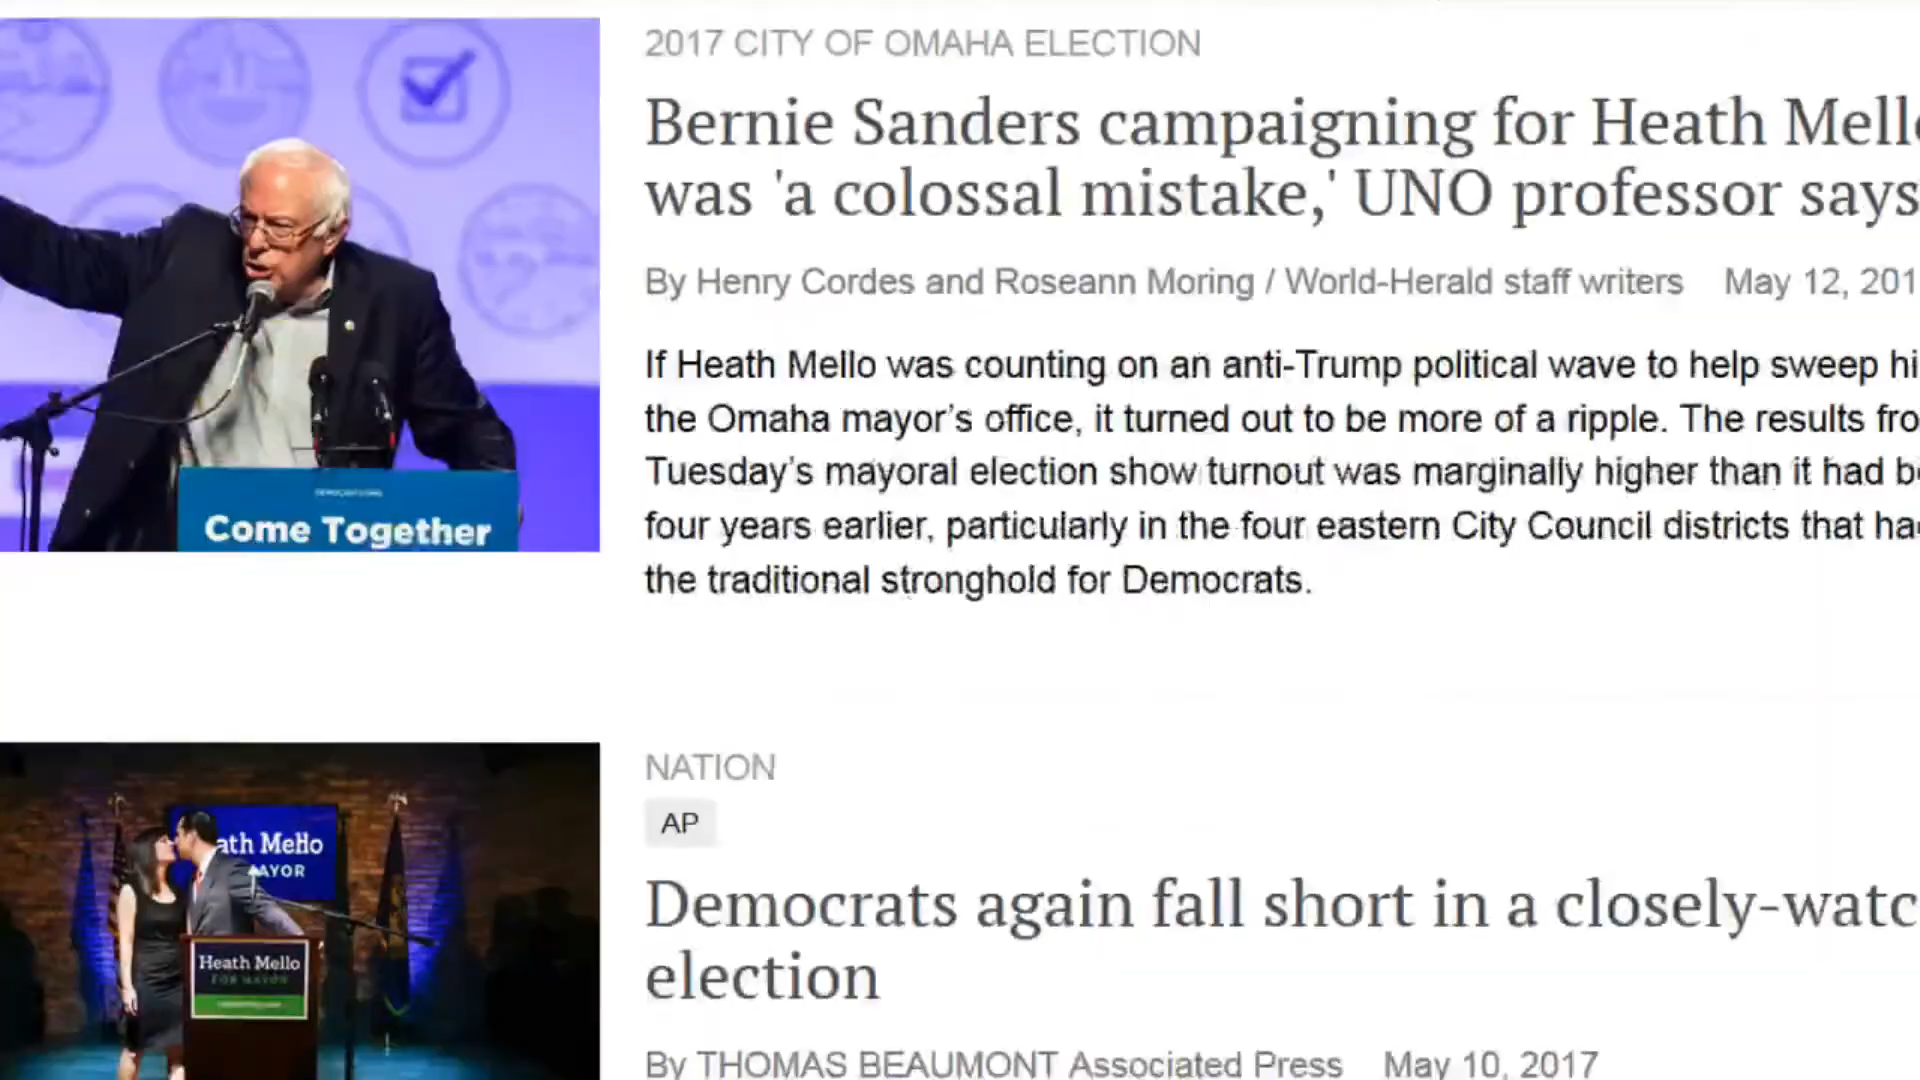 2017 CITY OF OMAHA ELECTION
Bernie Sanders campaigning for Heath Mello
was 'a colossal mistake,' UNO professor says
By Henry Cordes and Roseann Moring / World-Herald staff writers May 12, 201
If Heath Mello was counting on an anti-Trump political wave to help sweep hi
the Omaha mayor’s office, it turned out to be more of a ripple. The results fro
Tuesday’s mayoral election show turnout was marginally higher than it had be
four years earlier, particularly in the four eastern City Council districts that ha
the traditional stronghold for Democrats.
Come Together
NATION
AP
Democrats again fall short in a closely-watc
election
By THOMAS BEAUMONT Associated Press May 10, 2017
ath Mello
AYOR
Heath Mello
FOR MAYOR